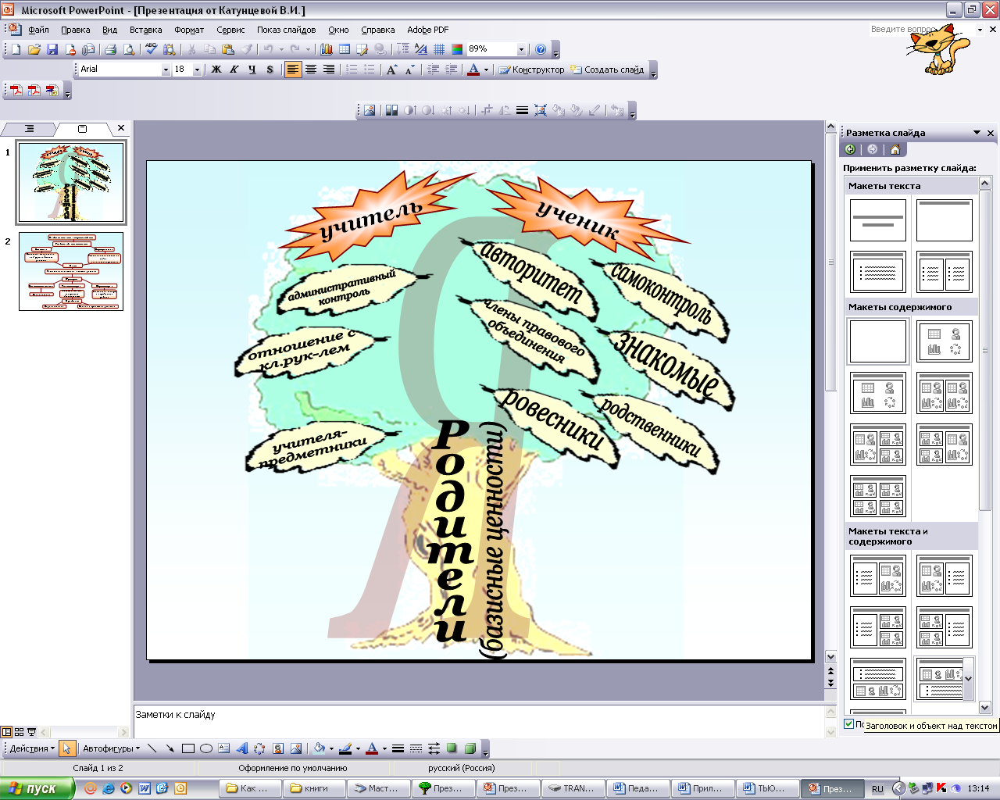 Microsoft PowerPoint - [Презентация от Катунцевой В.И.]
Файл Правка Вид Вставка Формат Сервис Показ слайдов Окно Справка Adobe PDF
Введите вопрос
89%
Arial 18 Ж К Ч S Конструктор Создать слайд
Разметка слайда
Применить разметку слайда:
Макеты текста
Макеты содержимого
Макеты текста и
содержимого
1
2
учитель
ученик
административный
контроль
авторитет
самоконтроль
отношение с
кл.рук-лем
члены правового
объединения
знакомые
учителя-
предметники
ровесники
родственники
Я
Родители
(базисные ценности)
Заметки к слайду
Заголовок и объект над текстом
Действия Автофигуры
Слайд 1 из 2 Оформление по умолчанию русский (Россия)
пуск Как ... книги Маст... През... През... TRAN... Педа... Прил... ТЬЮ... През... RU 13:14